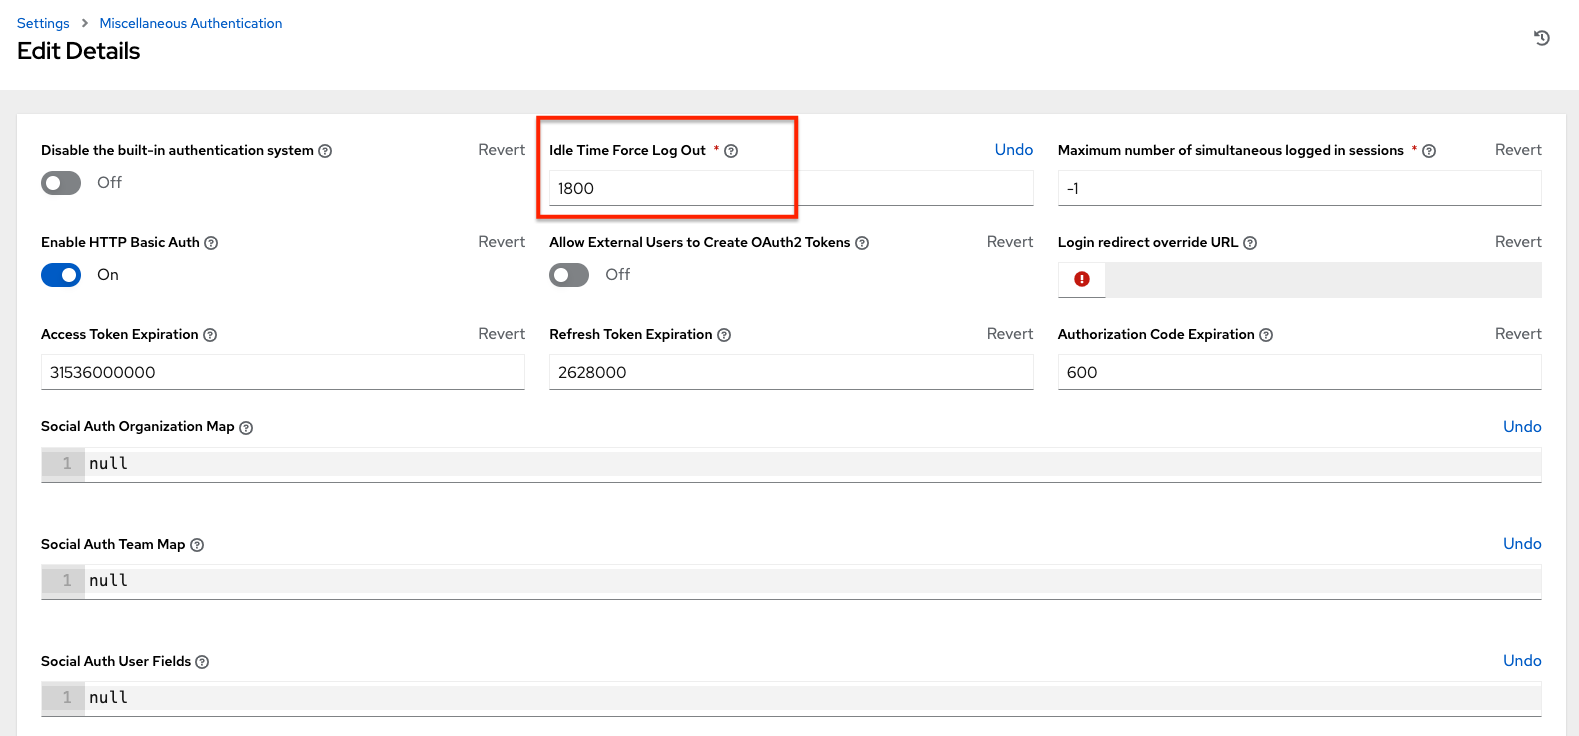 Settings > Miscellaneous Authentication
Edit Details
Disable the built-in authentication system Revert
Off
Idle Time Force Log Out * Undo
1800
Maximum number of simultaneous logged in sessions * Revert
-1
Enable HTTP Basic Auth Revert
On
Allow External Users to Create OAuth2 Tokens Revert
Off
Login redirect override URL Revert
Access Token Expiration Revert
31536000000
Refresh Token Expiration Revert
2628000
Authorization Code Expiration Revert
600
Social Auth Organization Map Undo
1 null
Social Auth Team Map Undo
1 null
Social Auth User Fields Undo
1 null